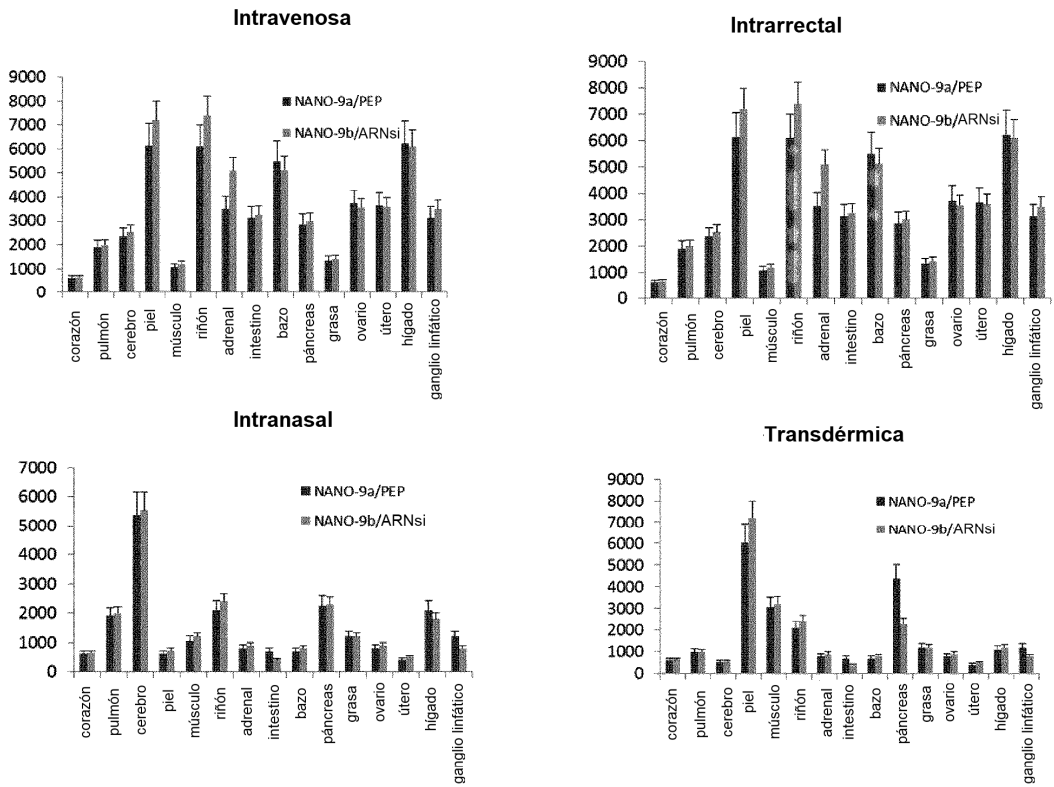 Intravenosa
9000
8000
7000
6000
5000
4000
3000
2000
1000
0
NANO-9a/PEP
NANO-9b/ARNsi
corazón
pulmón
cerebro
piel
músculo
riñón
adrenal
intestino
bazo
páncreas
grasa
ovario
útero
hígado
ganglio linfático
Intrarrectal
9000
8000
7000
6000
5000
4000
3000
2000
1000
0
NANO-9a/PEP
NANO-9b/ARNsi
corazón
pulmón
cerebro
piel
músculo
riñón
adrenal
intestino
bazo
páncreas
grasa
ovario
útero
hígado
ganglio linfático
Intranasal
7000
6000
5000
4000
3000
2000
1000
0
NANO-9a/PEP
NANO-9b/ARNsi
corazón
pulmón
cerebro
piel
músculo
riñón
adrenal
intestino
bazo
páncreas
grasa
ovario
útero
hígado
ganglio linfático
Transdérmica
9000
8000
7000
6000
5000
4000
3000
2000
1000
0
NANO-9a/PEP
NANO-9b/ARNsi
corazón
pulmón
cerebro
piel
músculo
riñón
adrenal
intestino
bazo
páncreas
grasa
ovario
útero
hígado
ganglio linfático